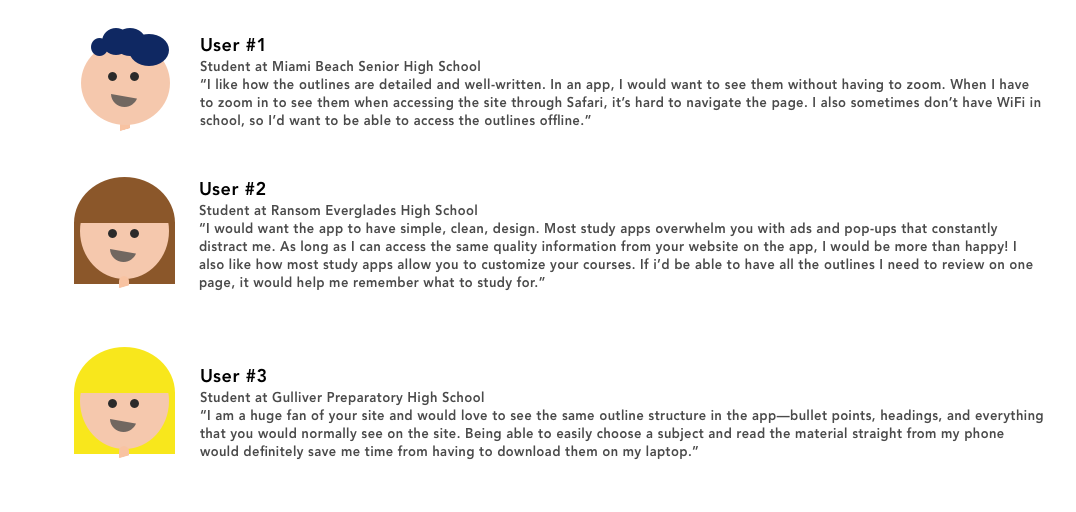 User #1
Student at Miami Beach Senior High School
“I like how the outlines are detailed and well-written. In an app, I would want to see them without having to zoom. When I have
to zoom in to see them when accessing the site through Safari, it’s hard to navigate the page. I also sometimes don’t have WiFi in
school, so I’d want to be able to access the outlines offline.”
User #2
Student at Ransom Everglades High School
“I would want the app to have simple, clean, design. Most study apps overwhelm you with ads and pop-ups that constantly
distract me. As long as I can access the same quality information from your website on the app, I would be more than happy! I
also like how most study apps allow you to customize your courses. If i’d be able to have all the outlines I need to review on one
page, it would help me remember what to study for.”
User #3
Student at Gulliver Preparatory High School
“I am a huge fan of your site and would love to see the same outline structure in the app—bullet points, headings, and everything
that you would normally see on the site. Being able to easily choose a subject and read the material straight from my phone
would definitely save me time from having to download them on my laptop.”